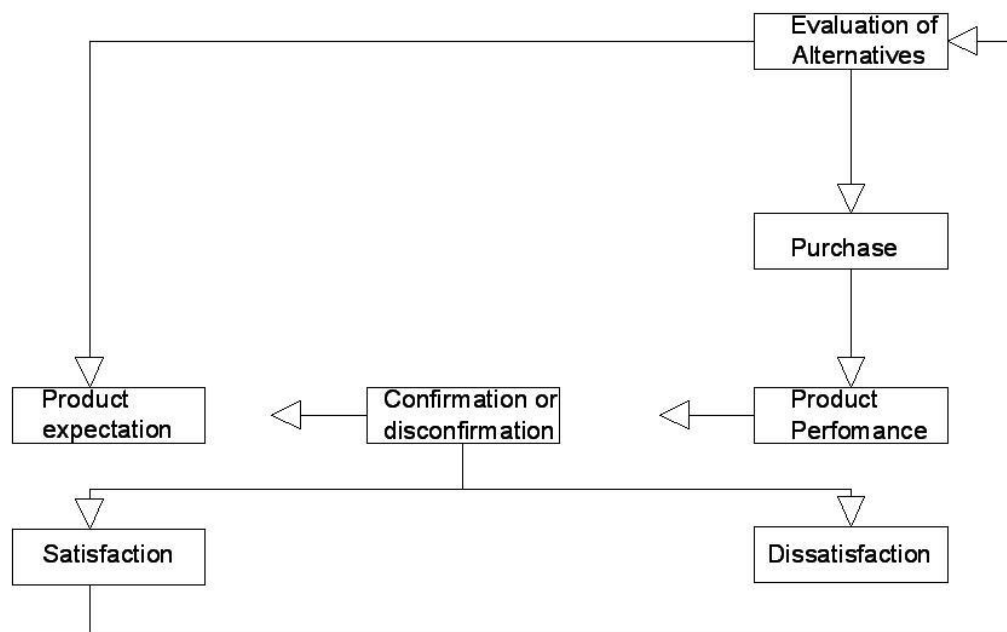 Evaluation of
Alternatives
Purchase
Product
expectation
Confirmation or
disconfirmation
Product
Perfomance
Satisfaction
Dissatisfaction